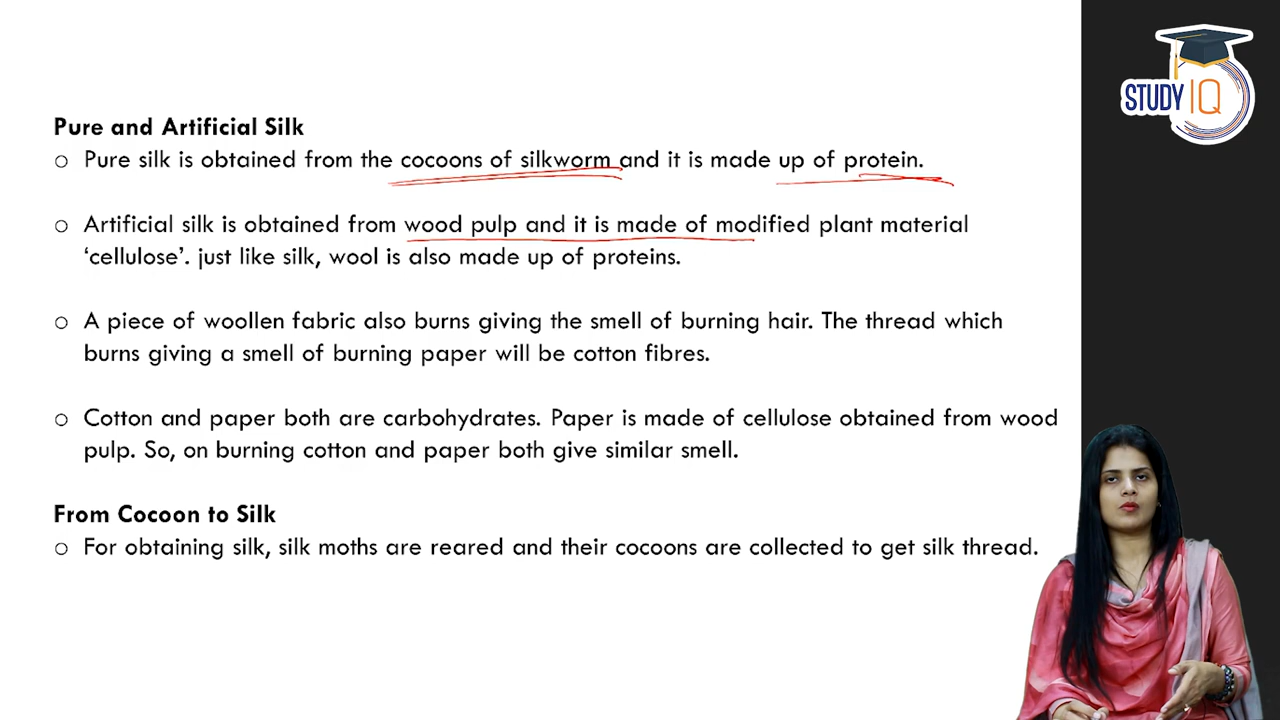 Pure and Artificial Silk
○ Pure silk is obtained from the cocoons of silkworm and it is made up of protein.
○ Artificial silk is obtained from wood pulp and it is made of modified plant material
‘cellulose’. just like silk, wool is also made up of proteins.
○ A piece of woollen fabric also burns giving the smell of burning hair. The thread which
burns giving a smell of burning paper will be cotton fibres.
○ Cotton and paper both are carbohydrates. Paper is made of cellulose obtained from wood
pulp. So, on burning cotton and paper both give similar smell.
From Cocoon to Silk
○ For obtaining silk, silk moths are reared and their cocoons are collected to get silk thread.
STUDY IQ